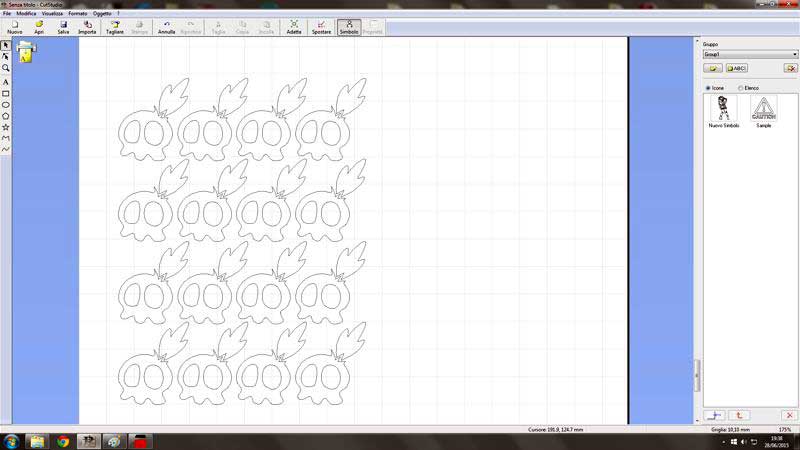 Senza titolo - CutStudio
File Modifica Visualizza Formato Oggetto ?
Nuovo Apri Salva Importa Tagliare Stampa Annulla Ripristina Taglia Copia Incolla Adatta Spostare Simbolo Proprietà
A
A
Gruppo
Group1
ABC!
Icone Elenco
CAUTION
Nuovo Simbolo Sample
Cursore: 191,9, 124,7 mm Griglia: 10,10 mm 175%
19:38
28/06/2015